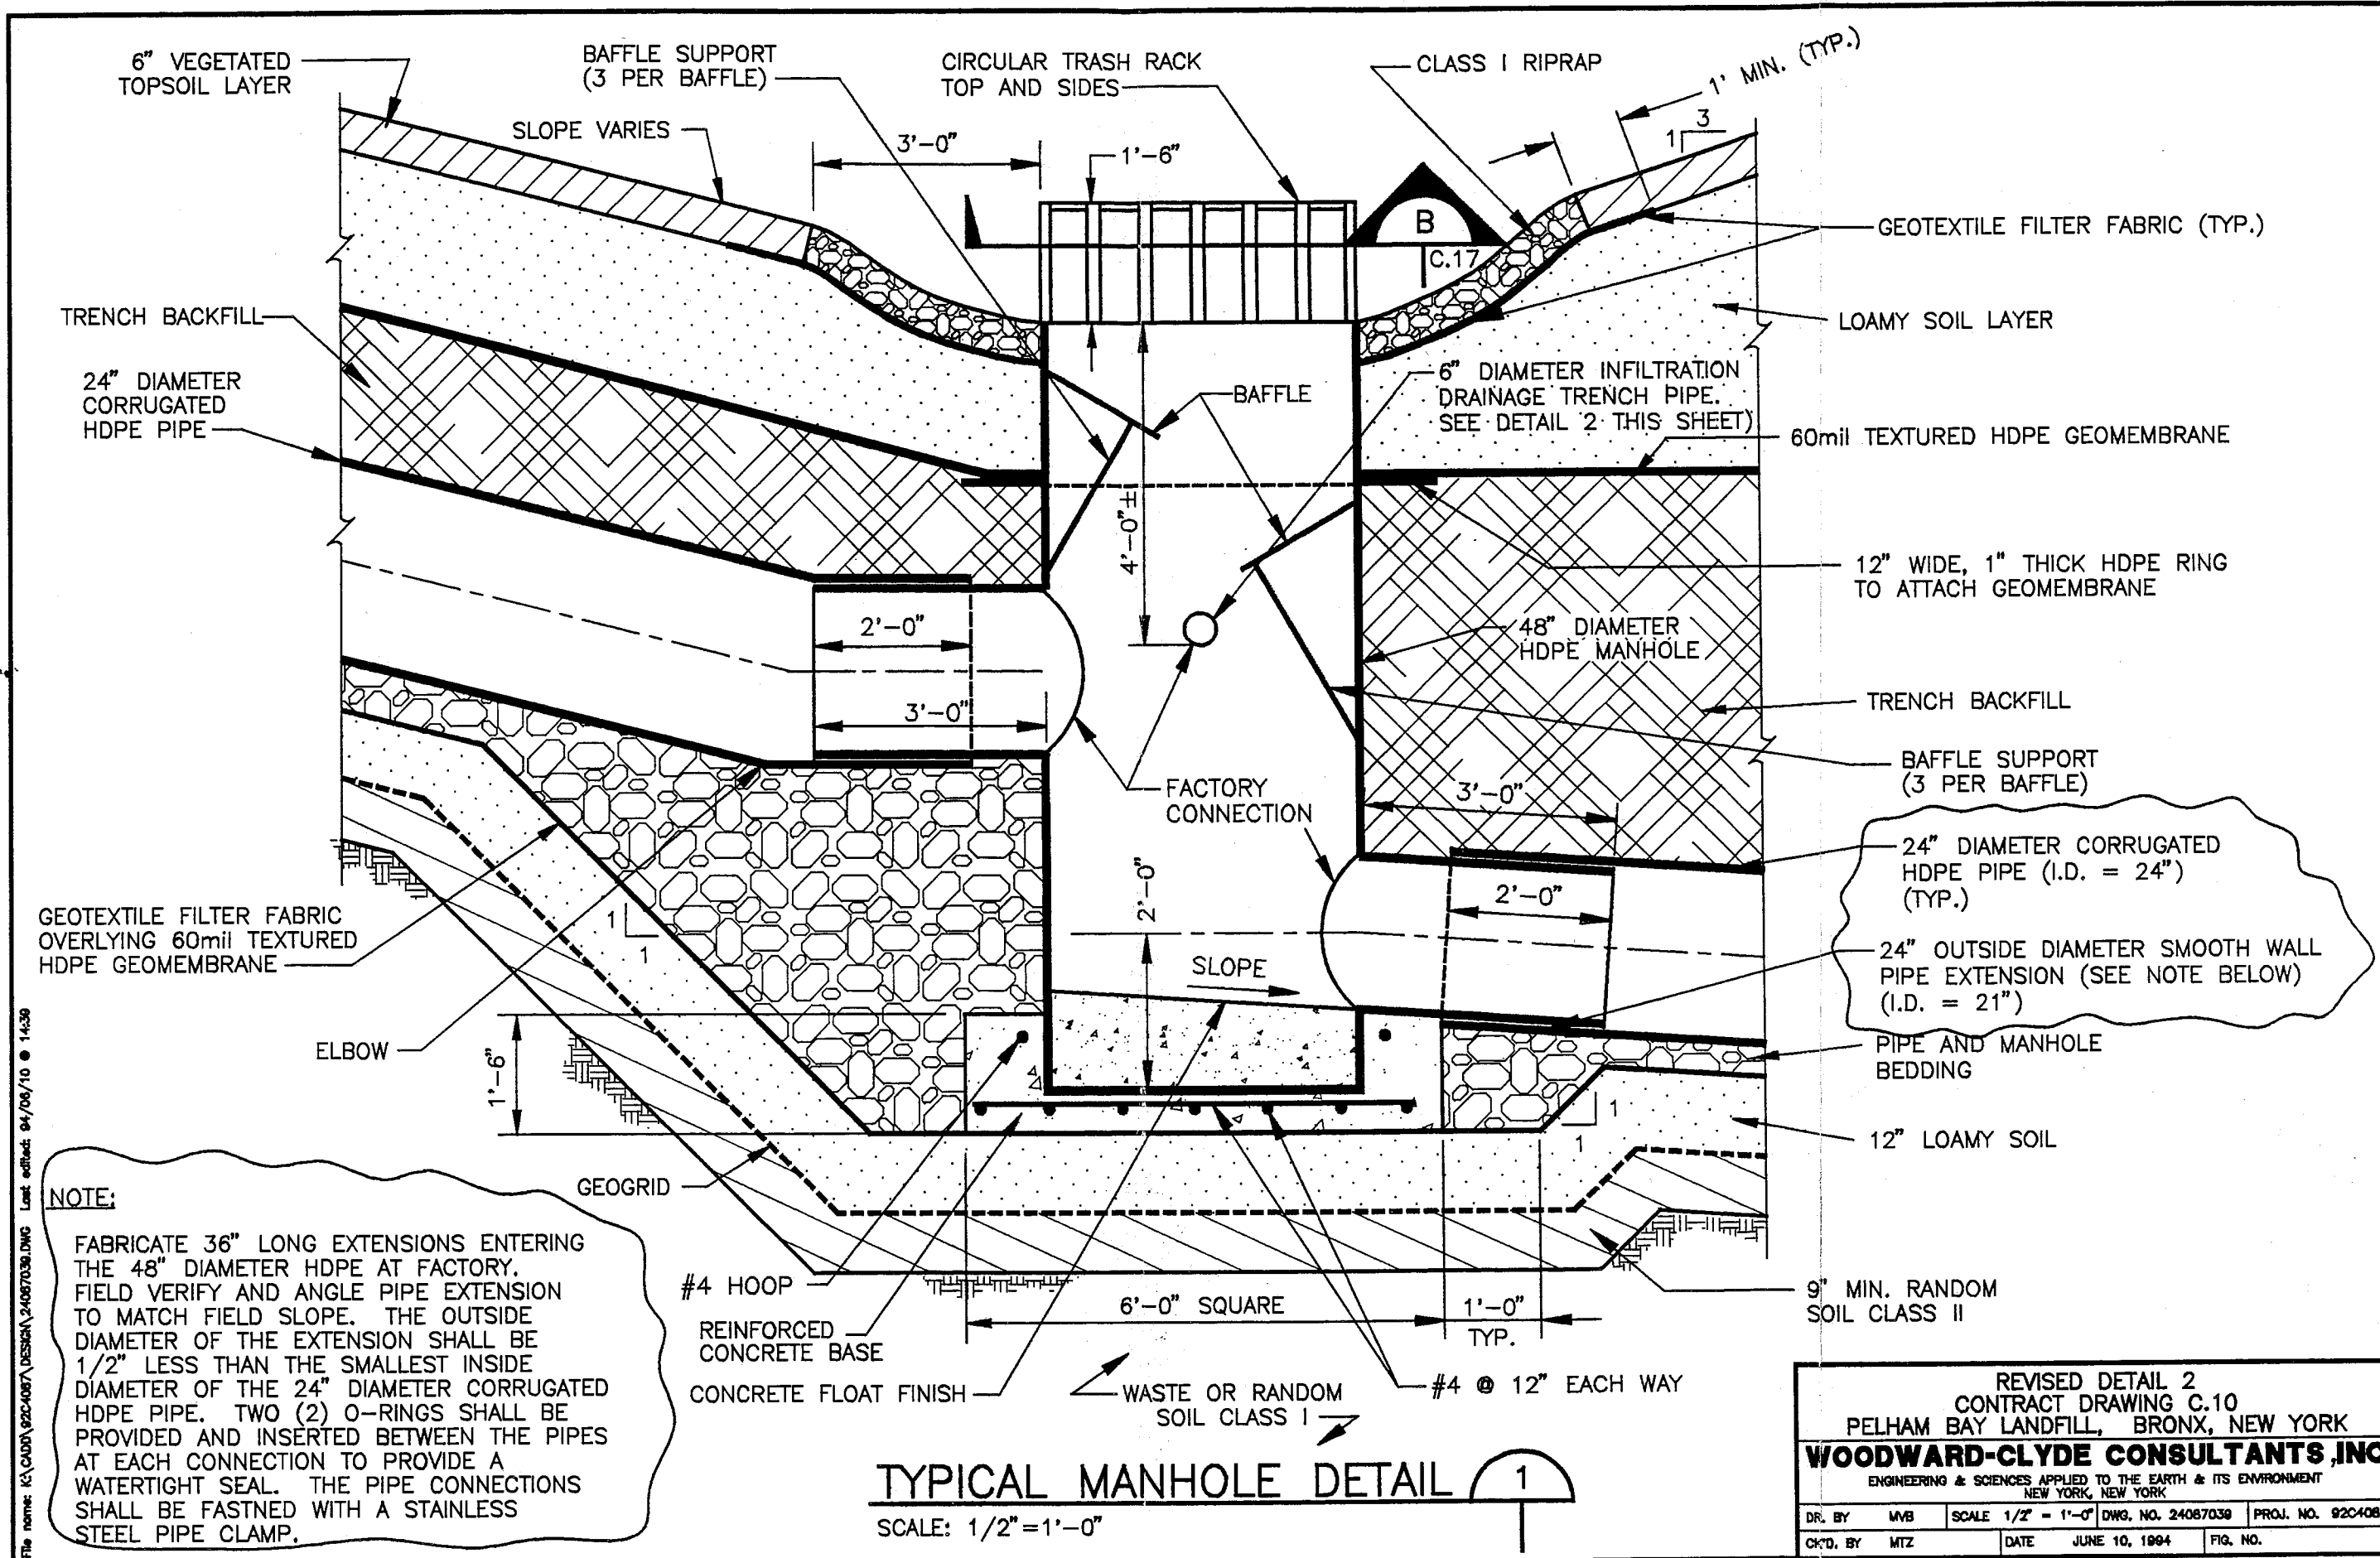 6" VEGETATED
TOPSOIL LAYER
BAFFLE SUPPORT
(3 PER BAFFLE)
CIRCULAR TRASH RACK
TOP AND SIDES
CLASS I RIPRAP
1' MIN. (TYP.)
SLOPE VARIES
3'-0"
1'-6"
3
1
B
C.17
GEOTEXTILE FILTER FABRIC (TYP.)
TRENCH BACKFILL
LOAMY SOIL LAYER
24" DIAMETER
CORRUGATED
HDPE PIPE
BAFFLE
6" DIAMETER INFILTRATION
DRAINAGE TRENCH PIPE.
SEE DETAIL 2 THIS SHEET)
60mil TEXTURED HDPE GEOMEMBRANE
4'-0"±
12" WIDE, 1" THICK HDPE RING
TO ATTACH GEOMEMBRANE
2'-0"
48" DIAMETER
HDPE MANHOLE
3'-0"
TRENCH BACKFILL
BAFFLE SUPPORT
(3 PER BAFFLE)
FACTORY
CONNECTION
3'-0"
24" DIAMETER CORRUGATED
HDPE PIPE (I.D. = 24")
(TYP.)
2'-0"
2'-0"
GEOTEXTILE FILTER FABRIC
OVERLYING 60mil TEXTURED
HDPE GEOMEMBRANE
1
1
SLOPE
24" OUTSIDE DIAMETER SMOOTH WALL
PIPE EXTENSION (SEE NOTE BELOW)
(I.D. = 21")
ELBOW
1'-6"
PIPE AND MANHOLE
BEDDING
1
1
12" LOAMY SOIL
GEOGRID
NOTE:
FABRICATE 36" LONG EXTENSIONS ENTERING
THE 48" DIAMETER HDPE AT FACTORY.
FIELD VERIFY AND ANGLE PIPE EXTENSION
TO MATCH FIELD SLOPE. THE OUTSIDE
DIAMETER OF THE EXTENSION SHALL BE
1/2" LESS THAN THE SMALLEST INSIDE
DIAMETER OF THE 24" DIAMETER CORRUGATED
HDPE PIPE. TWO (2) O-RINGS SHALL BE
PROVIDED AND INSERTED BETWEEN THE PIPES
AT EACH CONNECTION TO PROVIDE A
WATERTIGHT SEAL. THE PIPE CONNECTIONS
SHALL BE FASTNED WITH A STAINLESS
STEEL PIPE CLAMP.
#4 HOOP
6'-0" SQUARE
1'-0"
TYP.
9" MIN. RANDOM
SOIL CLASS II
REINFORCED
CONCRETE BASE
CONCRETE FLOAT FINISH
WASTE OR RANDOM
SOIL CLASS I
#4 @ 12" EACH WAY
TYPICAL MANHOLE DETAIL 1
SCALE: 1/2"=1'-0"
REVISED DETAIL 2
CONTRACT DRAWING C.10
PELHAM BAY LANDFILL, BRONX, NEW YORK
WOODWARD-CLYDE CONSULTANTS, INC
ENGINEERING & SCIENCES APPLIED TO THE EARTH & ITS ENVIRONMENT
NEW YORK, NEW YORK
DR. BY MVB SCALE 1/2" = 1'-0" DWG. NO. 24087039 PROJ. NO. 92C408
CK'D. BY MTZ DATE JUNE 10, 1994 FIG. NO.
File name: K:\CADD\92C4087\DESIGN\24087039.DWG Last edited: 94/06/10 @ 14:39